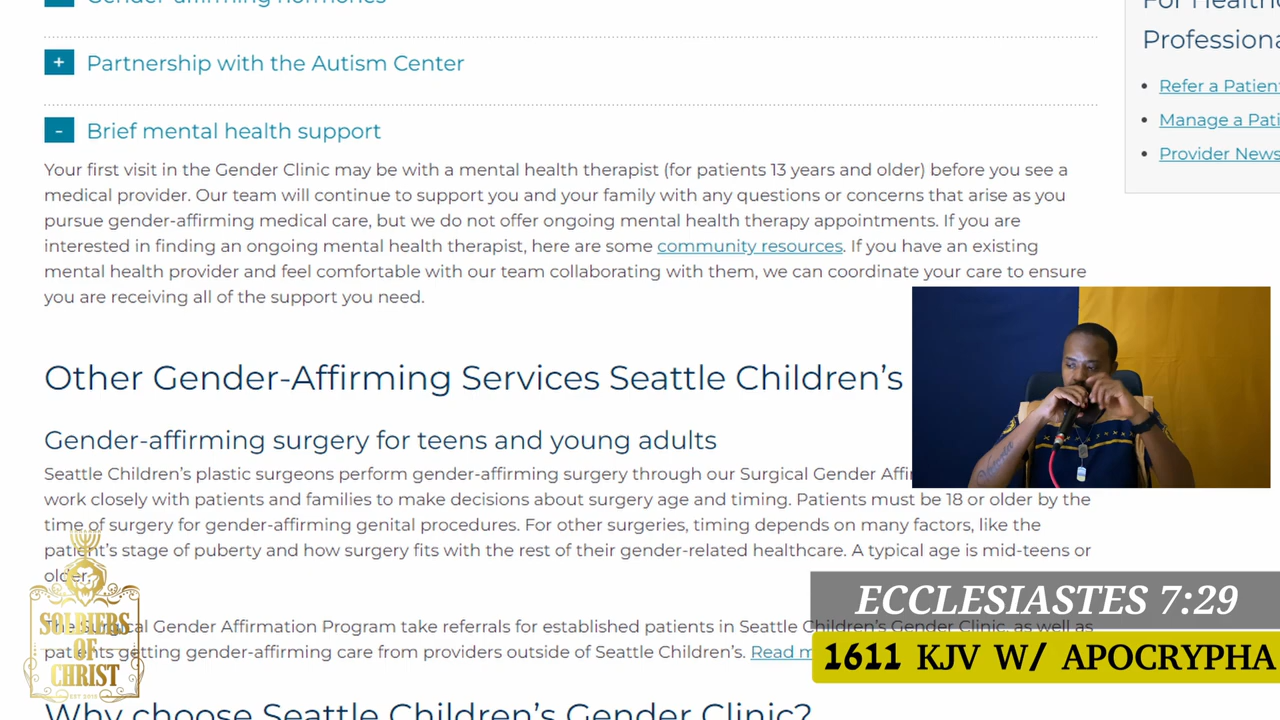 Gender-affirming hormones
+ Partnership with the Autism Center
- Brief mental health support
Your first visit in the Gender Clinic may be with a mental health therapist (for patients 13 years and older) before you see a
medical provider. Our team will continue to support you and your family with any questions or concerns that arise as you
pursue gender-affirming medical care, but we do not offer ongoing mental health therapy appointments. If you are
interested in finding an ongoing mental health therapist, here are some community resources. If you have an existing
mental health provider and feel comfortable with our team collaborating with them, we can coordinate your care to ensure
you are receiving all of the support you need.
Other Gender-Affirming Services Seattle Children's
Gender-affirming surgery for teens and young adults
Seattle Children's plastic surgeons perform gender-affirming surgery through our Surgical Gender
work closely with patients and families to make decisions about surgery age and timing. Patients must be 18 or older by the
time of surgery for gender-affirming genital procedures. For other surgeries, timing depends on many factors, like the
patient's stage of puberty and how surgery fits with the rest of their gender-related healthcare. A typical age is mid-teens or
older.
The Surgical Gender Affirmation Program take referrals for established patients in Seattle Children's Gender Clinic, as well as
patients getting gender-affirming care from providers outside of Seattle Children's. Read
Why choose Seattle Children's Gender Clinic?
For
Refer a
Manage a
Provider
ECCLESIASTES 7:29
1611 KJV W/ APOCRYPHA
SOLDIERS
OF
CHRIST
EST 2015